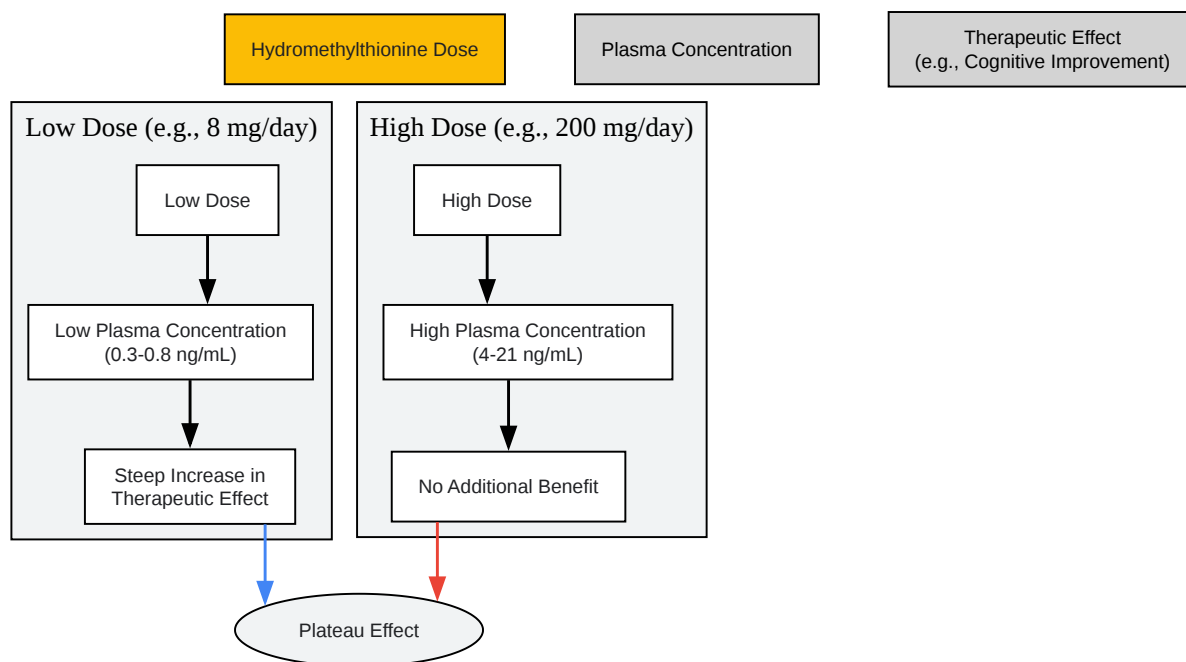 Hydromethylthionine Dose
Plasma Concentration
Therapeutic Effect
(e.g., Cognitive Improvement)
Low Dose (e.g., 8 mg/day)
Low Dose
Low Plasma Concentration
(0.3-0.8 ng/mL)
Steep Increase in
Therapeutic Effect
High Dose (e.g., 200 mg/day)
High Dose
High Plasma Concentration
(4-21 ng/mL)
No Additional Benefit
Plateau Effect